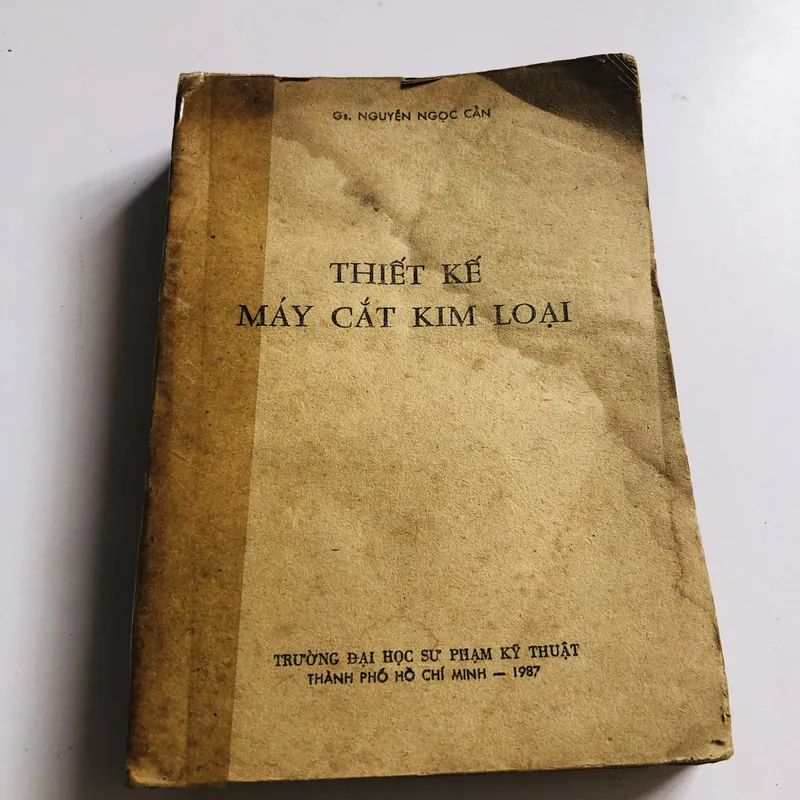 Gs. NGUYỄN NGỌC CẦN
THIẾT KẾ
MÁY CẮT KIM LOẠI
TRƯỜNG ĐẠI HỌC SƯ PHẠM KỸ THUẬT
THÀNH PHỐ HỒ CHÍ MINH — 1987